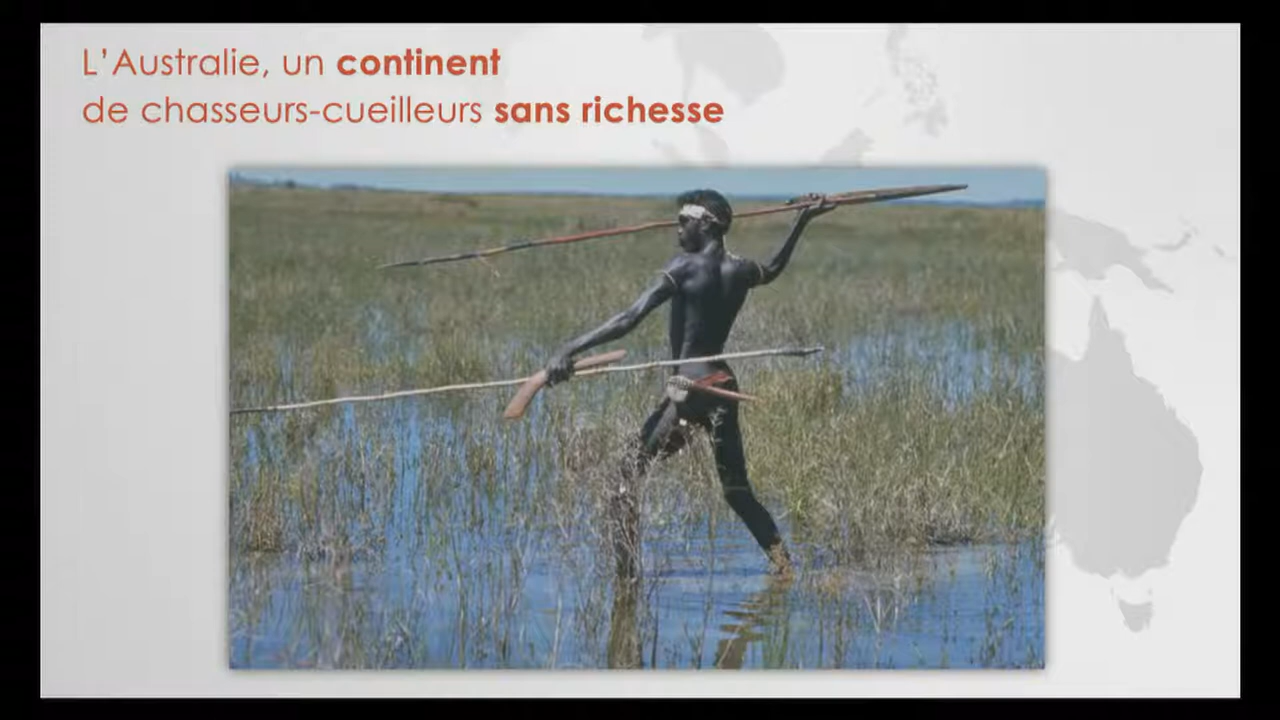 L’Australie, un continent
de chasseurs-cueilleurs sans richesse